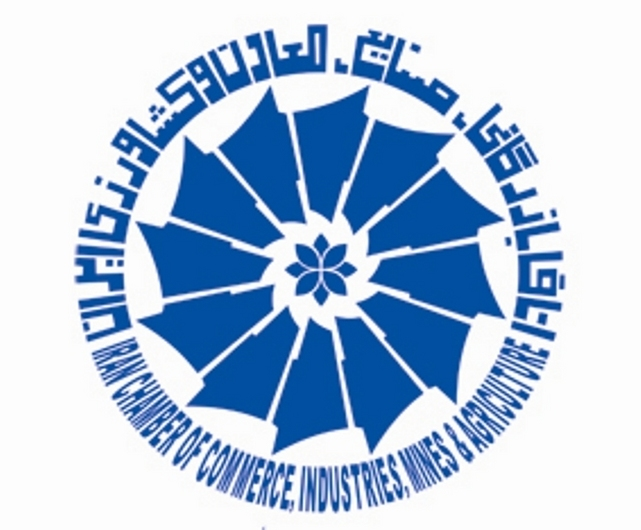 اتاق بازرگانی، صنایع، معادن و کشاورزی ایران
IRAN CHAMBER OF COMMERCE, INDUSTRIES, MINES & AGRICULTURE